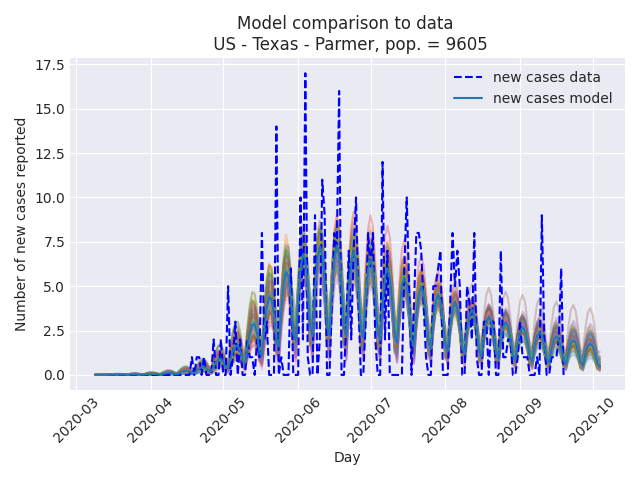 Model comparison to data
US - Texas - Parmer, pop. = 9605
new cases data
new cases model
Number of new cases reported
17.5
15.0
12.5
10.0
7.5
5.0
2.5
0.0
2020-03
2020-04
2020-05
2020-06
2020-07
2020-08
2020-09
2020-10
Day